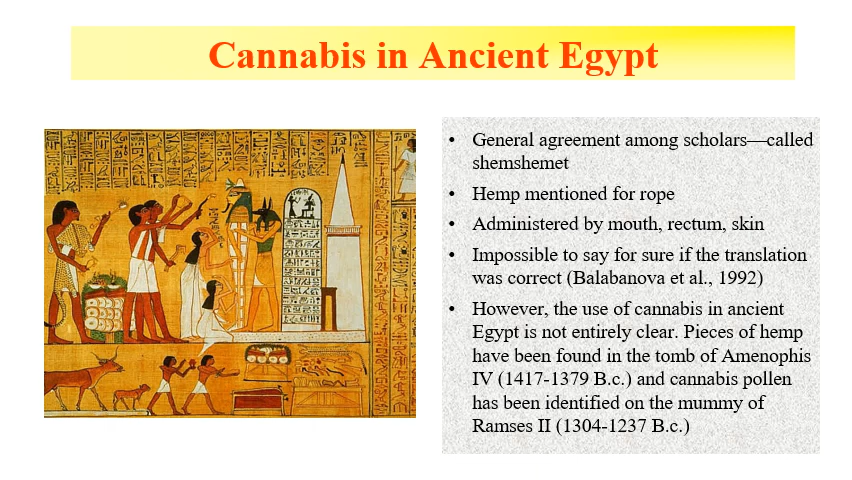 Cannabis in Ancient Egypt
• General agreement among scholars—called
shemshemet
• Hemp mentioned for rope
• Administered by mouth, rectum, skin
• Impossible to say for sure if the translation
was correct (Balabanova et al., 1992)
• However, the use of cannabis in ancient
Egypt is not entirely clear. Pieces of hemp
have been found in the tomb of Amenophis
IV (1417-1379 B.c.) and cannabis pollen
has been identified on the mummy of
Ramses II (1304-1237 B.c.)